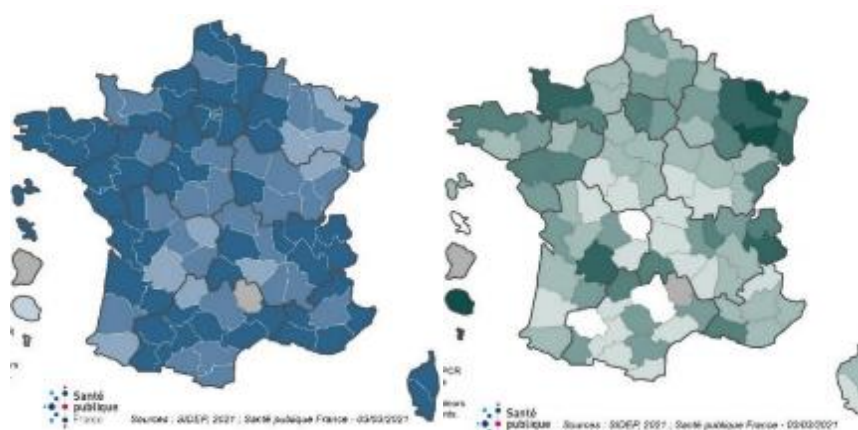 Santé
publique
France
Sources : SIDEP, 2021 ; Santé publique France - 03/03/2021
PCR
Santé
publique
Sources : SIDEP, 2021 ; Santé publique France - 03/03/2021